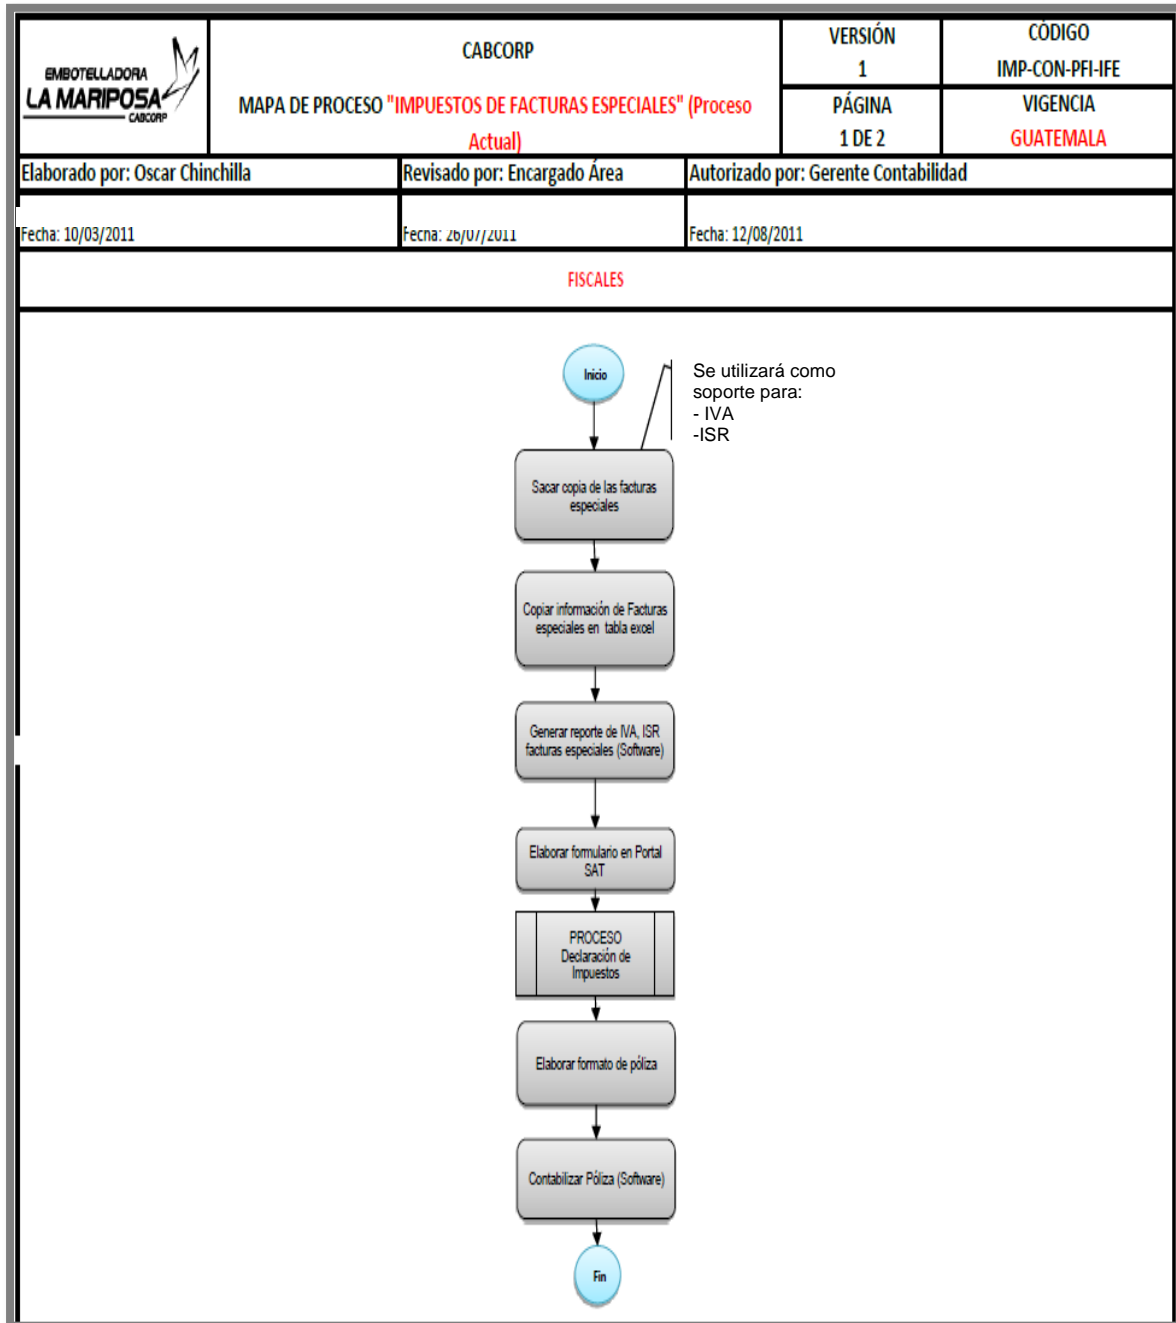 EMBOTELLADORA
LA MARIPOSA
CABCORP
CABCORP
MAPA DE PROCESO "IMPUESTOS DE FACTURAS ESPECIALES" (Proceso
Actual)
VERSIÓN
1
CÓDIGO
IMP-CON-PFI-IFE
PÁGINA
1 DE 2
VIGENCIA
GUATEMALA
Elaborado por: Oscar Chinchilla
Revisado por: Encargado Área
Autorizado por: Gerente Contabilidad
Fecha: 10/03/2011
Fecha: 26/07/2011
Fecha: 12/08/2011
FISCALES
Inicio
Se utilizará como
soporte para:
- IVA
-ISR
Sacar copia de las facturas
especiales
Copiar información de Facturas
especiales en tabla excel
Generar reporte de IVA, ISR
facturas especiales (Software)
Elaborar formulario en Portal
SAT
PROCESO
Declaración de
Impuestos
Elaborar formato de póliza
Contabilizar Póliza (Software)
Fin